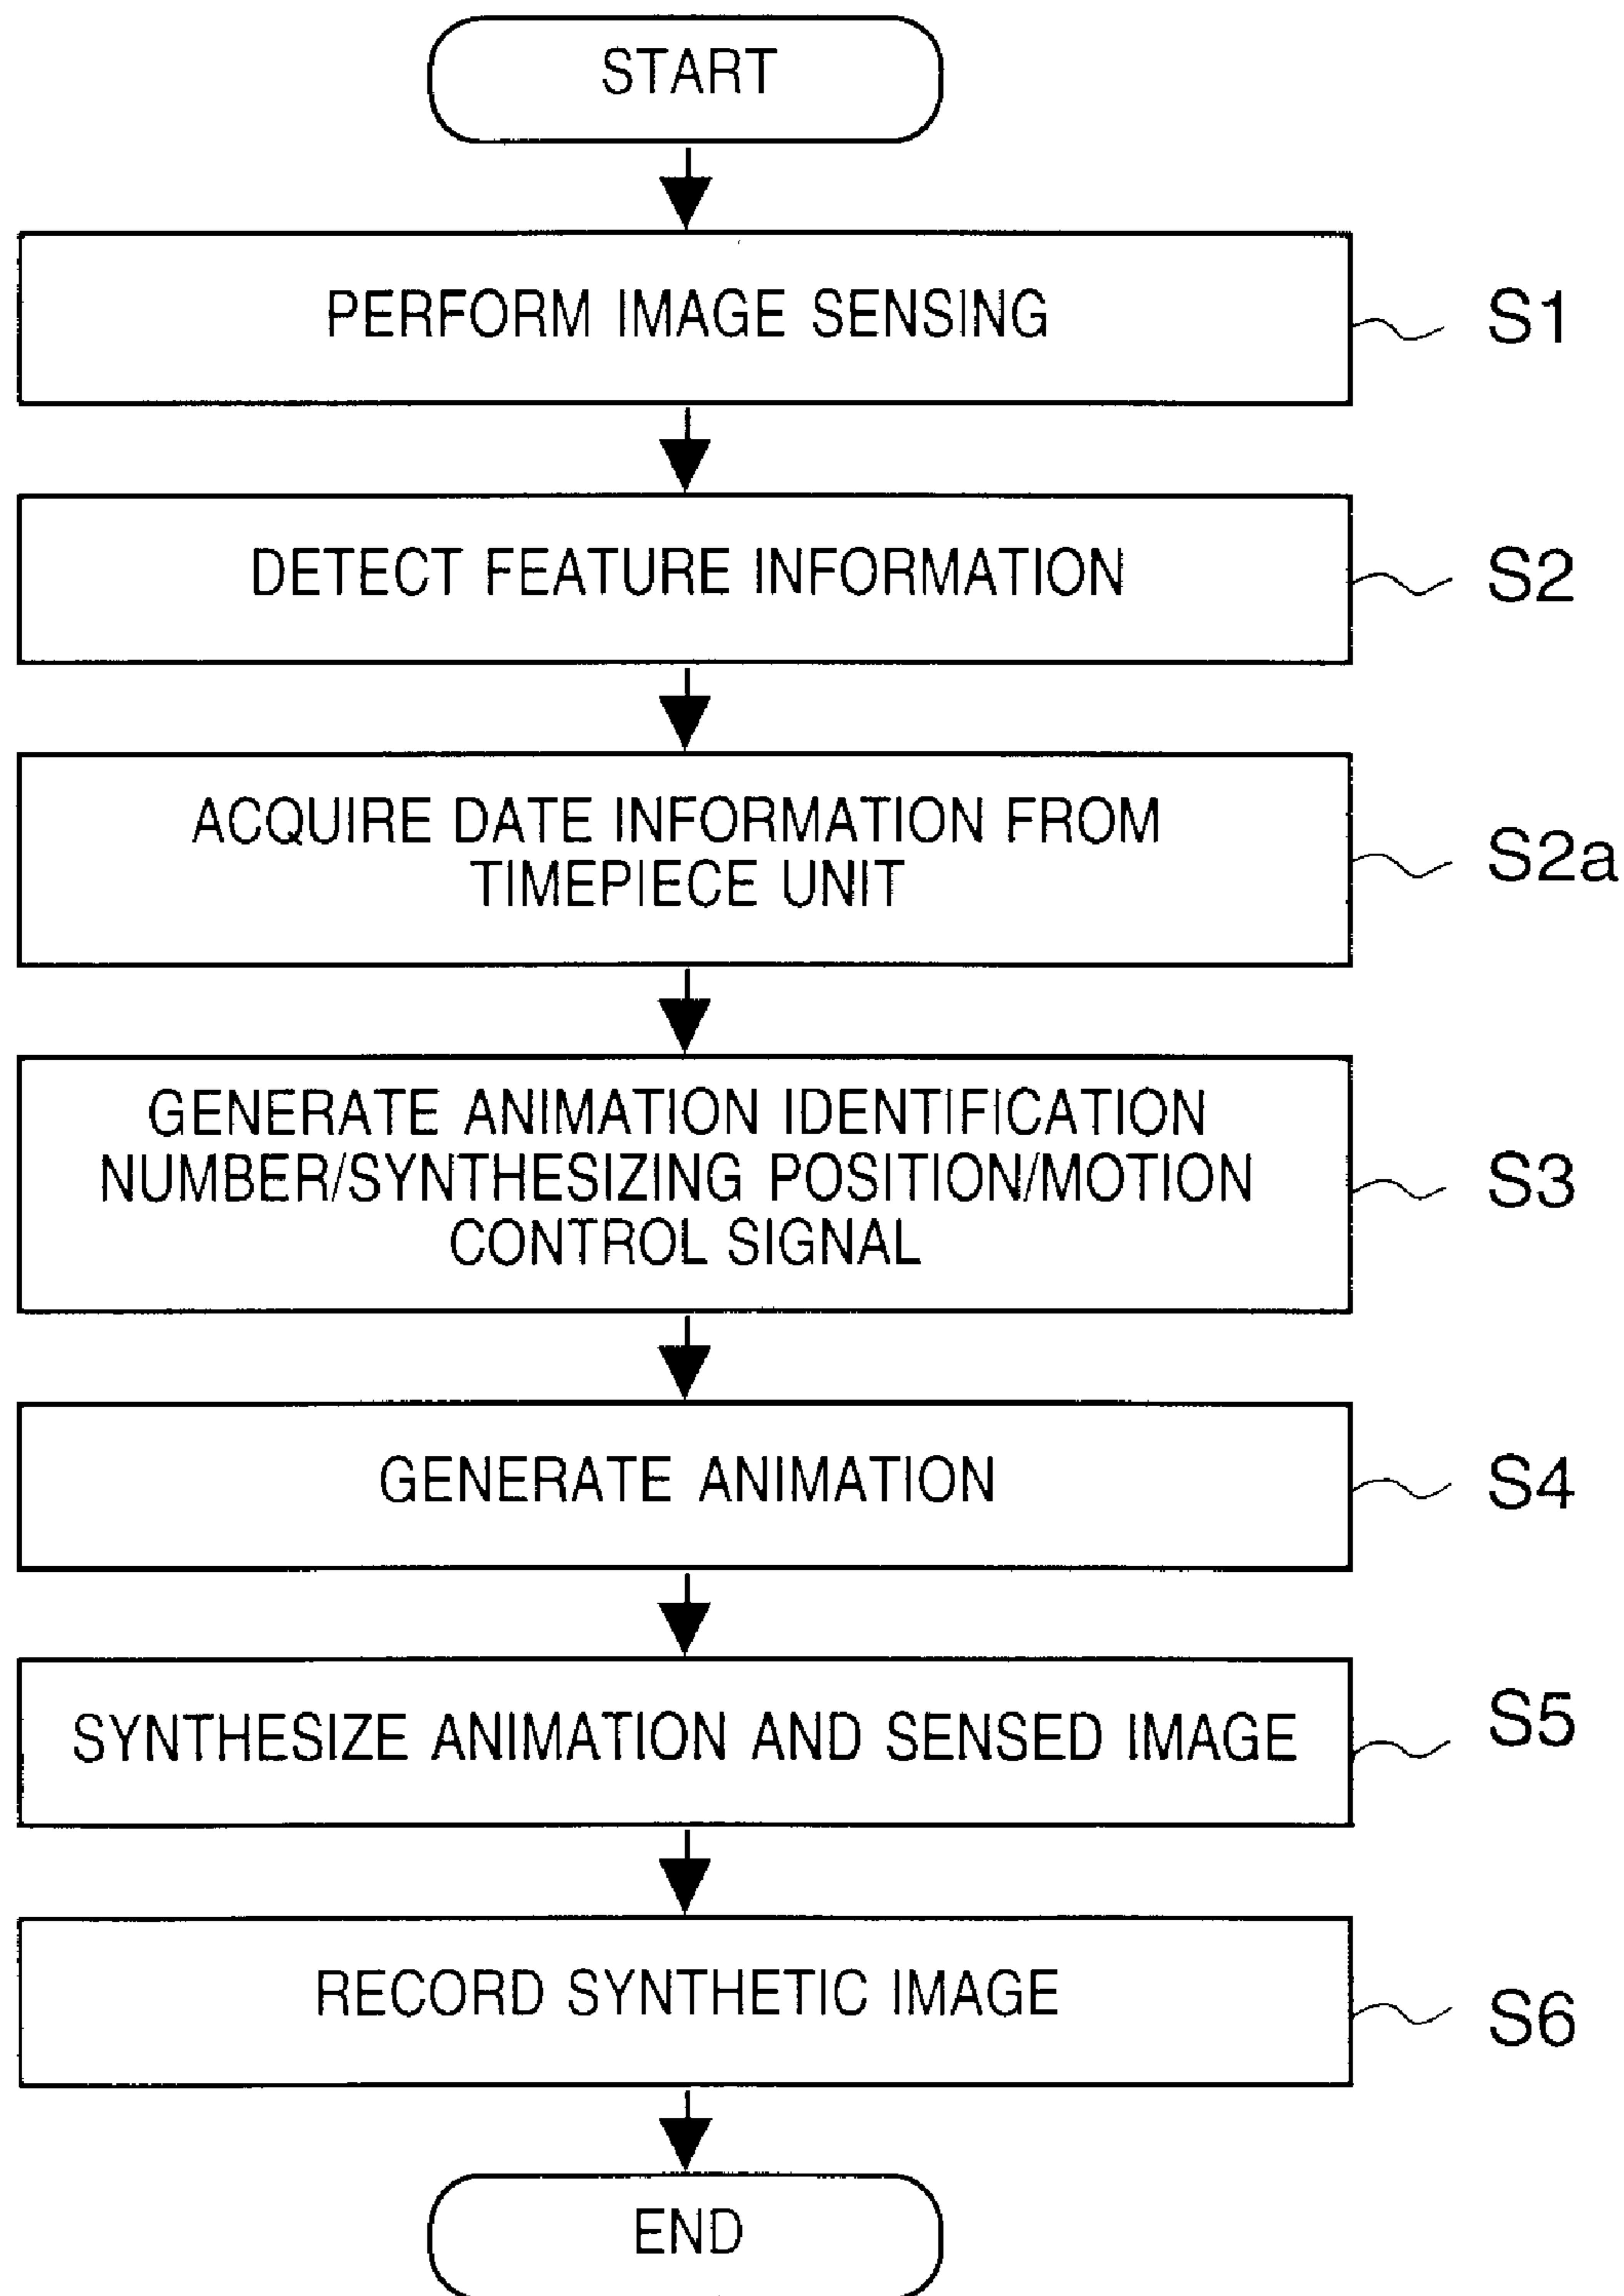 START
PERFORM IMAGE SENSING
S1
DETECT FEATURE INFORMATION
S2
ACQUIRE DATE INFORMATION FROM
TIMEPIECE UNIT
S2a
GENERATE ANIMATION IDENTIFICATION
NUMBER/SYNTHESIZING POSITION/MOTION
CONTROL SIGNAL
S3
GENERATE ANIMATION
S4
SYNTHESIZE ANIMATION AND SENSED IMAGE
S5
RECORD SYNTHETIC IMAGE
S6
END